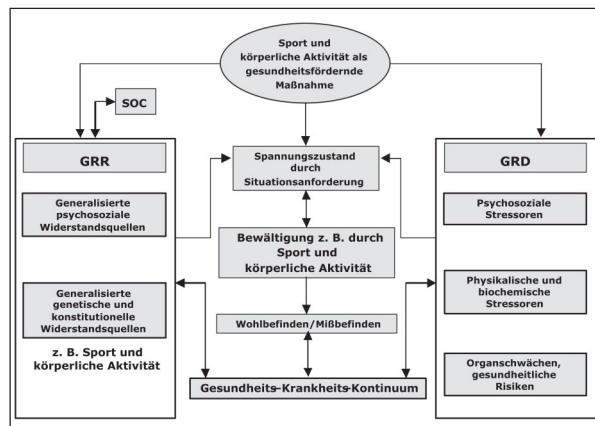 Sport und
körperliche Aktivität als
gesundheitsfördernde
Maßnahme
SOC
GRR
Generalisierte
psychosoziale
Widerstandsquellen
Generalisierte
genetische und
konstitutionelle
Widerstandsquellen
z. B. Sport und
körperliche Aktivität
Spannungszustand
durch
Situationsanforderung
Bewältigung z. B. durch
Sport und
körperliche Aktivität
Wohlbefinden/Mißbefinden
Gesundheits-Krankheits-Kontinuum
GRD
Psychosoziale
Stressoren
Physikalische und
biochemische
Stressoren
Organschwächen,
gesundheitliche
Risiken